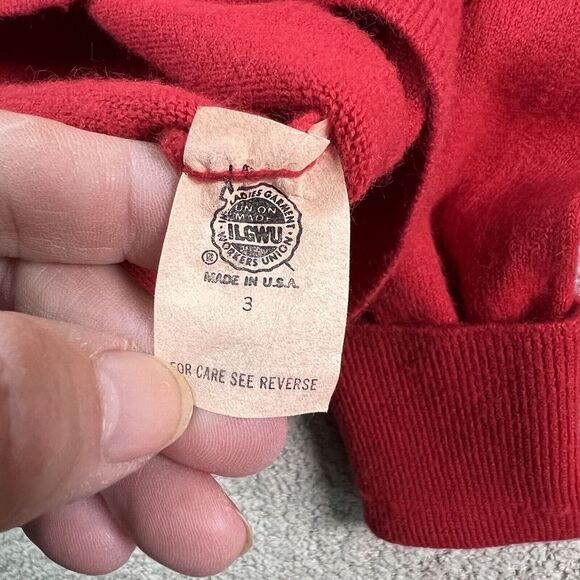 LADIES GARMENT
WORKERS UNION
UNION
MADE
ILGWU
®
MADE IN U.S.A.
3
FOR CARE SEE REVERSE